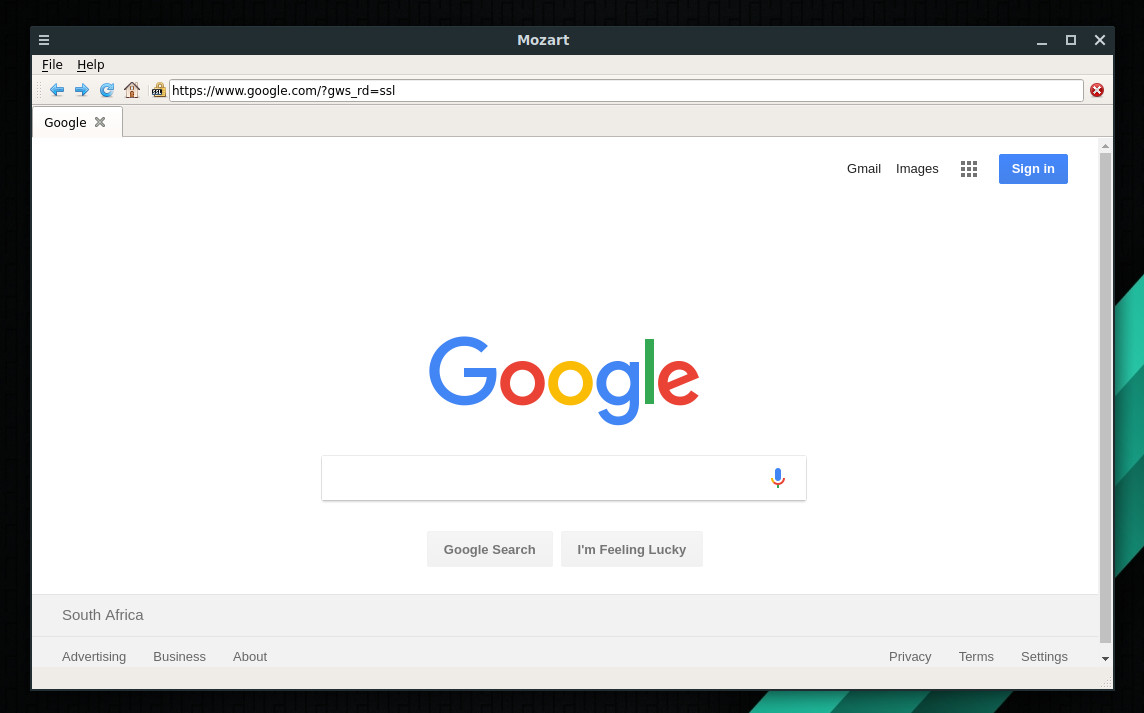 Mozart
File Help
SSL https://www.google.com/?gws_rd=ssl
Google
Gmail Images Sign in
Google
Google Search I'm Feeling Lucky
South Africa
Advertising Business About Privacy Terms Settings